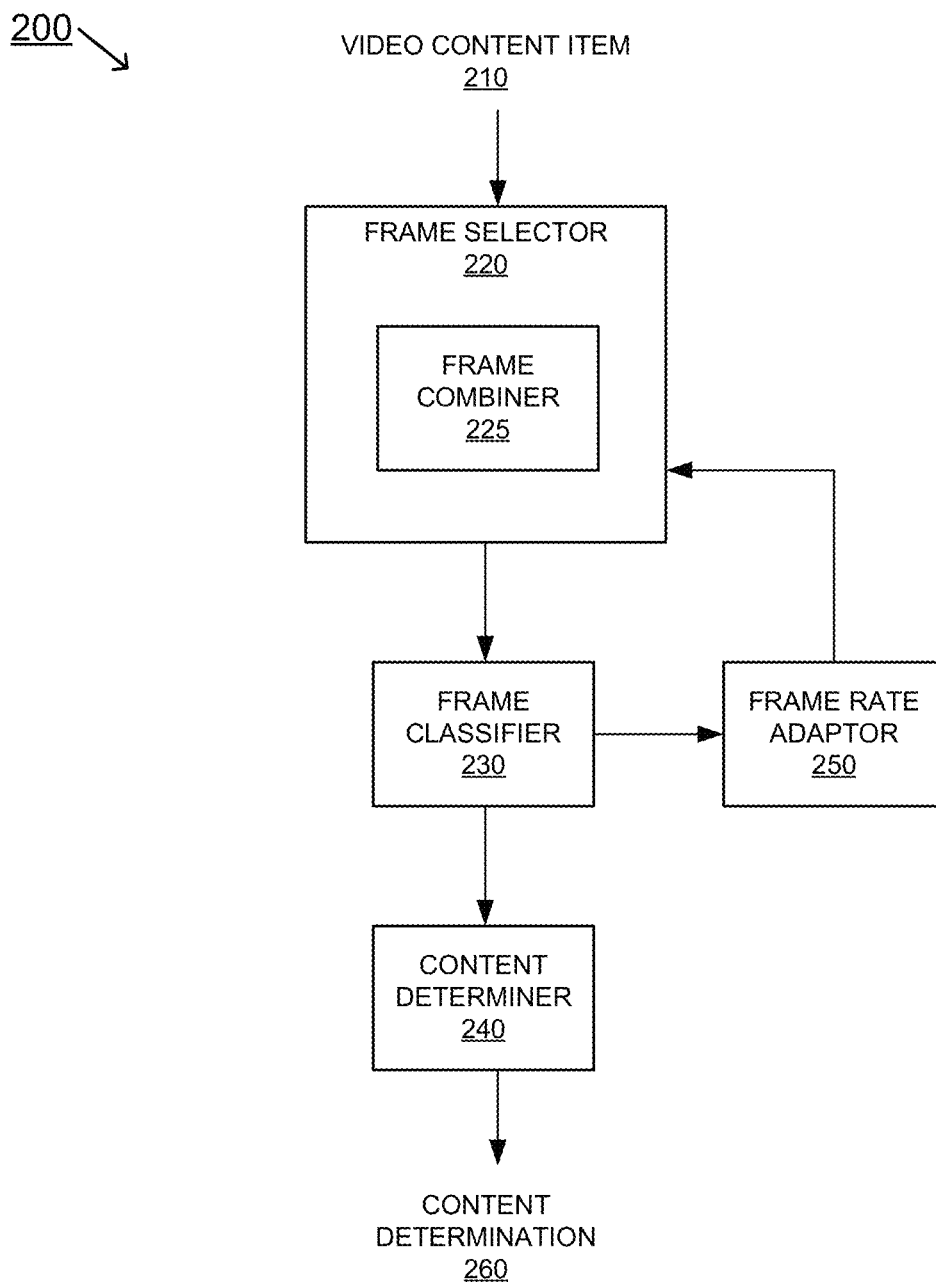 200
VIDEO CONTENT ITEM
210
FRAME SELECTOR
220
FRAME
COMBINER
225
FRAME
CLASSIFIER
230
FRAME RATE
ADAPTOR
250
CONTENT
DETERMINER
240
CONTENT
DETERMINATION
260